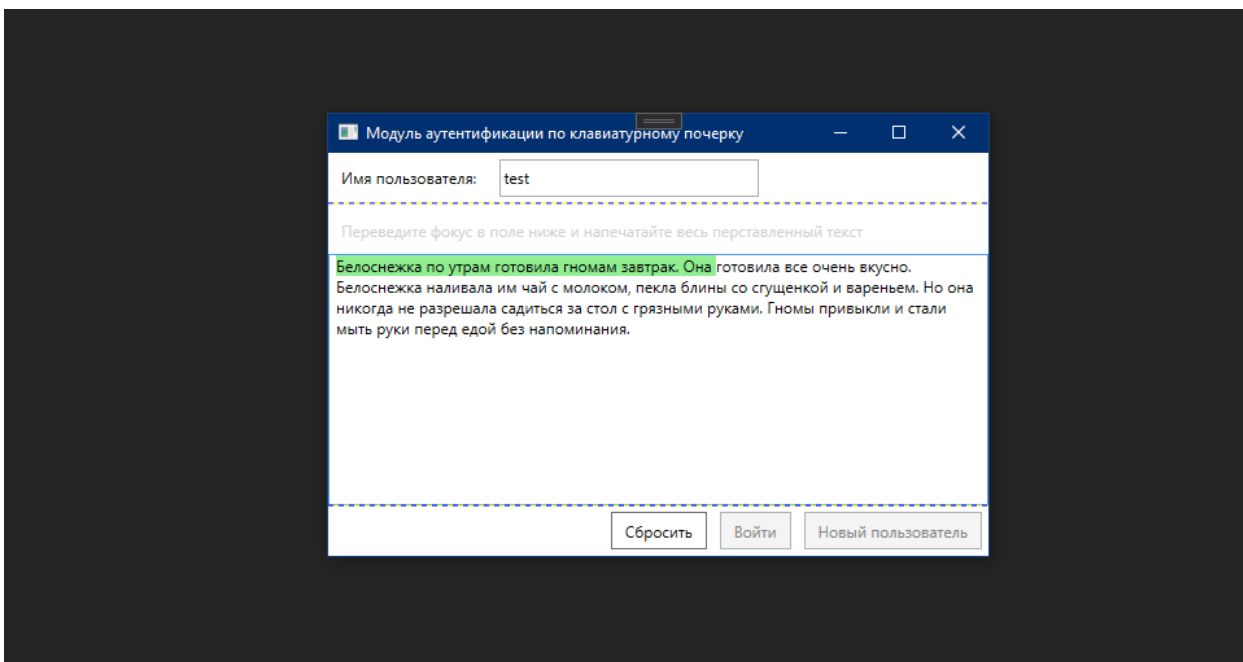 Модуль аутентификации по клавиатурному почерку
Имя пользователя: test
Переведите фокус в поле ниже и напечатайте весь перставленный текст
Белоснежка по утрам готовила гномам завтрак. Она готовила все очень вкусно.
Белоснежка наливала им чай с молоком, пекла блины со сгущенкой и вареньем. Но она
никогда не разрешала садиться за стол с грязными руками. Гномы привыкли и стали
мыть руки перед едой без напоминания.
Сбросить Войти Новый пользователь